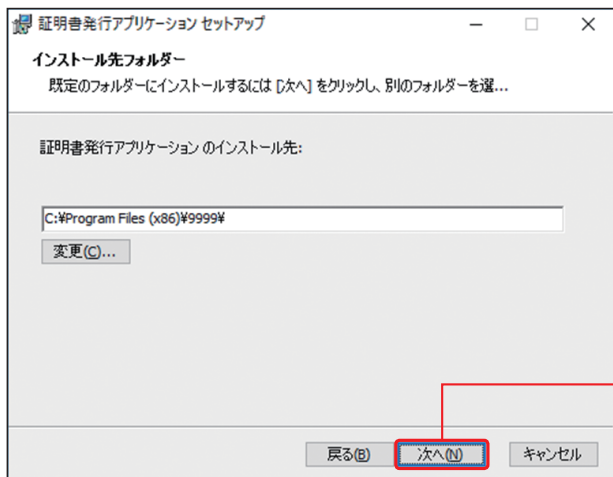 証明書発行アプリケーション セットアップ
インストール先フォルダー
既定のフォルダーにインストールするには [次へ] をクリックし、別のフォルダーを選...
証明書発行アプリケーション のインストール先:
C:¥Program Files (x86)¥9999¥
変更(C)...
戻る(B) 次へ(N) キャンセル